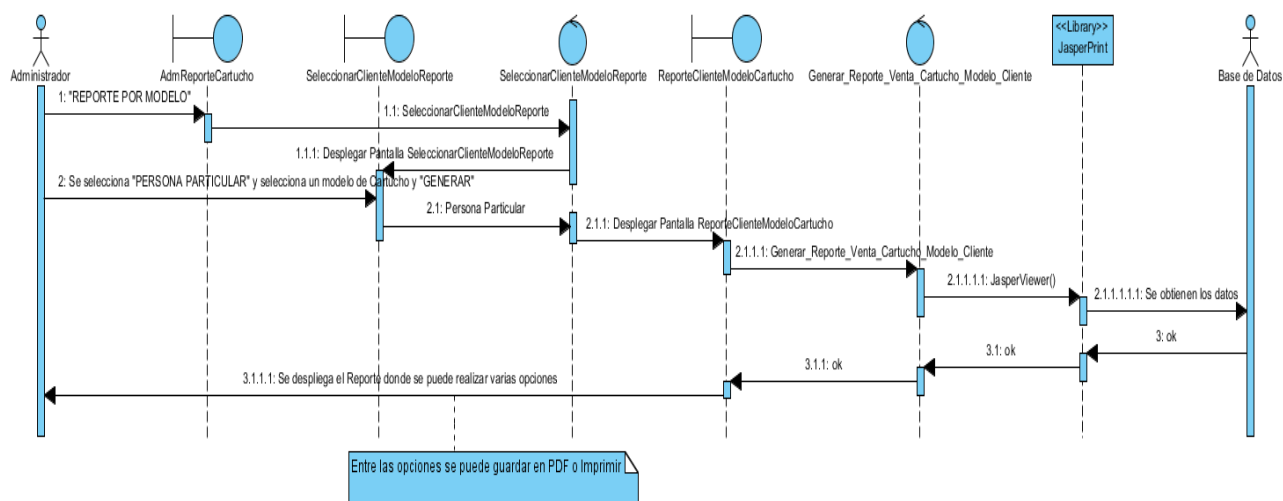 <<Library>>
JasperPrint
Administrador
AdmReporteCartucho
SeleccionarClienteModeloReporte
SeleccionarClienteModeloReporte
ReporteClienteModeloCartucho
Generar_Reporte_Venta_Cartucho_Modelo_Cliente
Base de Datos
1: "REPORTE POR MODELO"
1.1: SeleccionarClienteModeloReporte
1.1.1: Desplegar Pantalla SeleccionarClienteModeloReporte
2: Se selecciona "PERSONA PARTICULAR" y selecciona un modelo de Cartucho y "GENERAR"
2.1: Persona Particular
2.1.1: Desplegar Pantalla ReporteClienteModeloCartucho
2.1.1.1: Generar_Reporte_Venta_Cartucho_Modelo_Cliente
2.1.1.1.1: JasperViewer()
2.1.1.1.1.1: Se obtienen los datos
3: ok
3.1: ok
3.1.1: ok
3.1.1.1: Se despliega el Reporte donde se puede realizar varias opciones
Entre las opciones se puede guardar en PDF o Imprimir